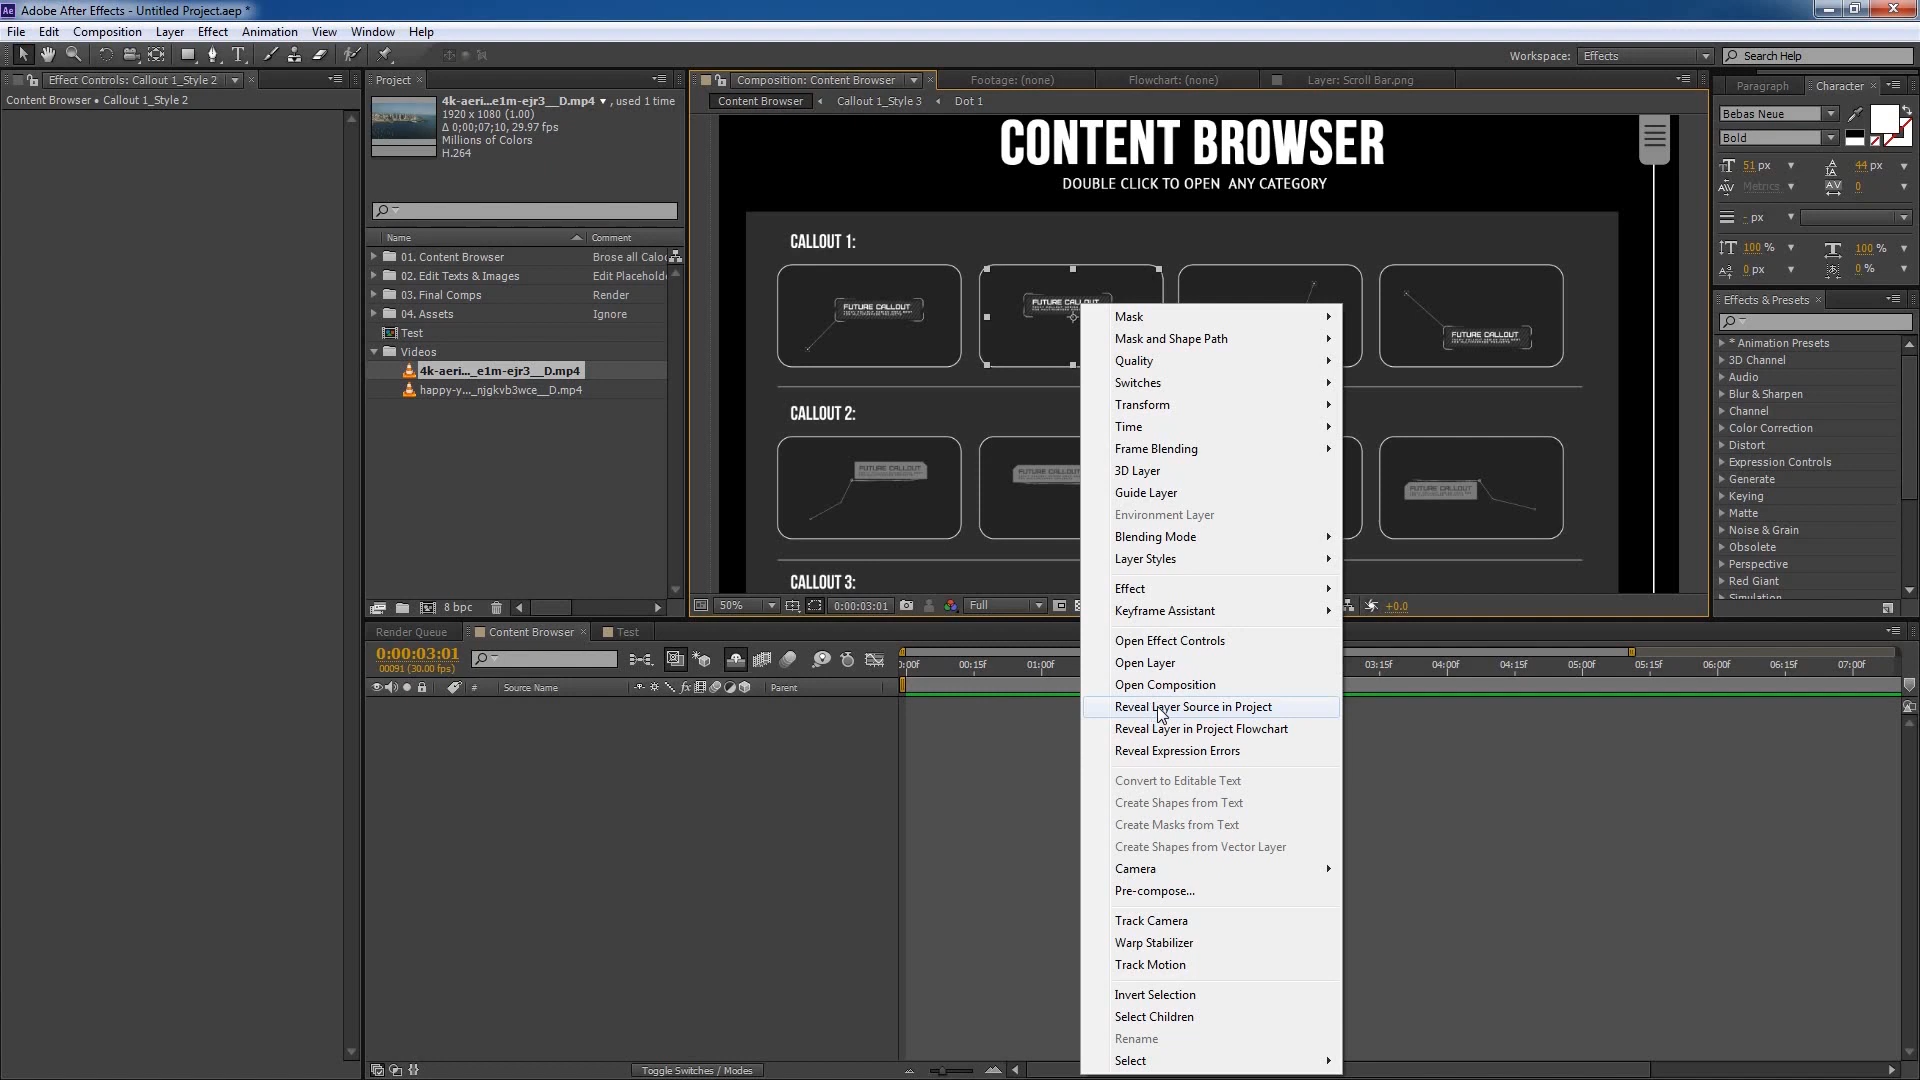 Ae Adobe After Effects - Untitled Project.aep *
File Edit Composition Layer Effect Animation View Window Help
Workspace: Effects
Search Help
Effect Controls: Callout 1_Style 2
Content Browser • Callout 1_Style 2
Project
4k-aeri...e1m-ejr3__D.mp4 , used 1 time
1920 x 1080 (1.00)
Δ 0;00;07;10, 29.97 fps
Millions of Colors
H.264
Name Comment
01. Content Browser Brose all Caloo
02. Edit Texts & Images Edit Placehold
03. Final Comps Render
04. Assets Ignore
Test
Videos
4k-aeri..._e1m-ejr3__D.mp4
happy-y..._njgkvb3wce__D.mp4
8 bpc
Composition: Content Browser
Footage: (none)
Flowchart: (none)
Layer: Scroll Bar.png
Content Browser Callout 1_Style 3 Dot 1
CONTENT BROWSER
DOUBLE CLICK TO OPEN ANY CATEGORY
CALLOUT 1:
FUTURE CALLOUT
FUTURE CALLOUT
FUTURE CALLOUT
CALLOUT 2:
FUTURE CALLOUT
FUTURE CALLOUT
FUTURE CALLOUT
CALLOUT 3:
50% 0:00:03:01 Full +0.0
Mask
Mask and Shape Path
Quality
Switches
Transform
Time
Frame Blending
3D Layer
Guide Layer
Environment Layer
Blending Mode
Layer Styles
Effect
Keyframe Assistant
Open Effect Controls
Open Layer
Open Composition
Reveal Layer Source in Project
Reveal Layer in Project Flowchart
Reveal Expression Errors
Convert to Editable Text
Create Shapes from Text
Create Masks from Text
Create Shapes from Vector Layer
Camera
Pre-compose...
Track Camera
Warp Stabilizer
Track Motion
Invert Selection
Select Children
Rename
Select
Paragraph Character
Bebas Neue
Bold
51 px 44 px
Metrics 0
- px
100 % 100 %
0 px 0 %
Effects & Presets
* Animation Presets
3D Channel
Audio
Blur & Sharpen
Channel
Color Correction
Distort
Expression Controls
Generate
Keying
Matte
Noise & Grain
Obsolete
Perspective
Red Giant
Simulation
Render Queue Content Browser Test
0:00:03:01
00091 (30.00 fps)
# Source Name Parent
0:00f 00:15f 01:00f 03:15f 04:00f 04:15f 05:00f 05:15f 06:00f 06:15f 07:00f
Toggle Switches / Modes